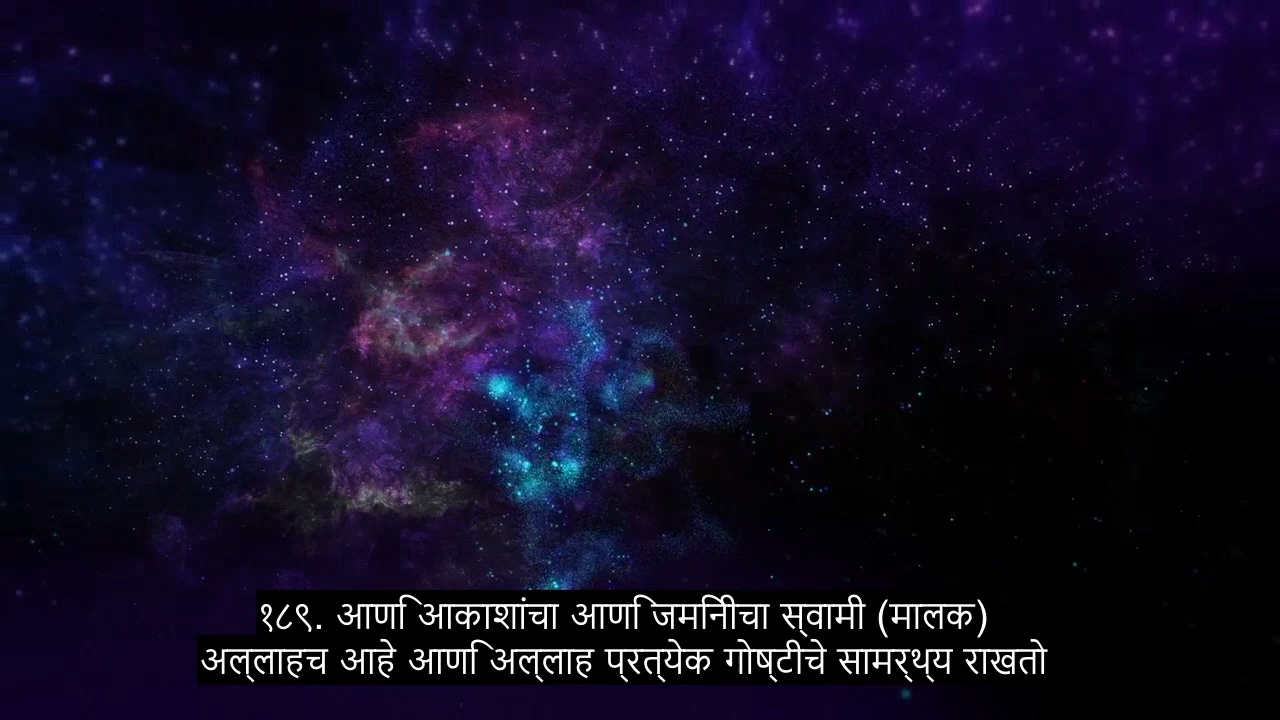 १८९. आणि आकाशांचा आणि जमिनीचा स्वामी (मालक)
अल्लाहच आहे आणि अल्लाह प्रत्येक गोष्टीचे सामर्थ्य राखतो